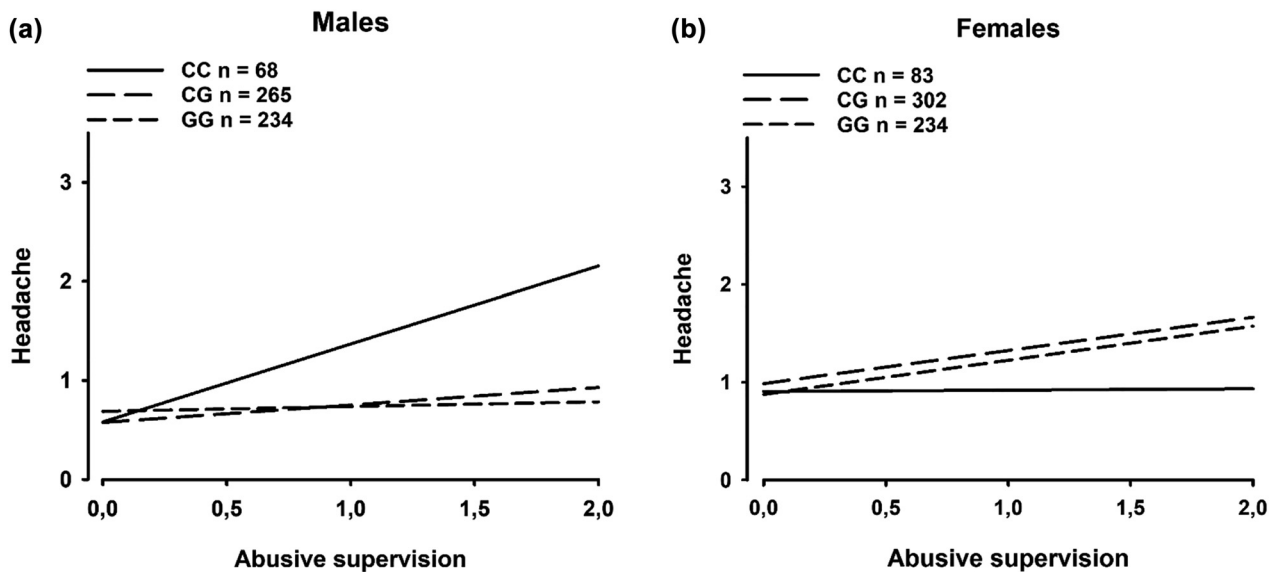 (a)
Males
CC n = 68
CG n = 265
GG n = 234
3
2
1
0
Headache
0,0 0,5 1,0 1,5 2,0
Abusive supervision
(b)
Females
CC n = 83
CG n = 302
GG n = 234
3
2
1
0
Headache
0,0 0,5 1,0 1,5 2,0
Abusive supervision